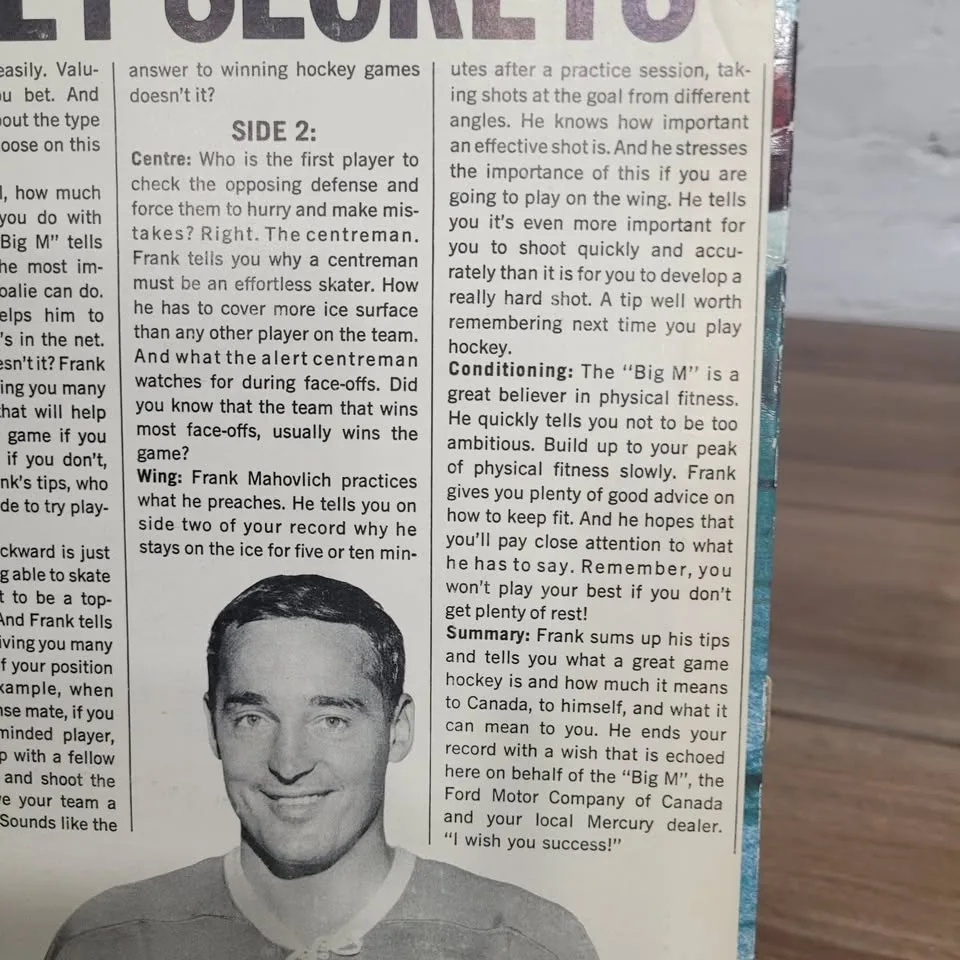 SECRETS
easily. Valu-
bet. And
about the type
on this
how much
you do with
"Big M" tells
most im-
goalie can do.
helps him to
in the net.
Frank
you many
that will help
game if you
if you don't,
tips, who
to try play-
is just
able to skate
to be a top-
And Frank tells
giving you many
of your position
example, when
mate, if you
minded player,
with a fellow
and shoot the
your team a
Sounds like the
answer to winning hockey games
doesn't it?
SIDE 2:
Centre: Who is the first player to
check the opposing defense and
force them to hurry and make mis-
takes? Right. The centreman.
Frank tells you why a centreman
must be an effortless skater. How
he has to cover more ice surface
than any other player on the team.
And what the alert centreman
watches for during face-offs. Did
you know that the team that wins
most face-offs, usually wins the
game?
Wing: Frank Mahovlich practices
what he preaches. He tells you on
side two of your record why he
stays on the ice for five or ten min-
utes after a practice session, tak-
ing shots at the goal from different
angles. He knows how important
an effective shot is. And he stresses
the importance of this if you are
going to play on the wing. He tells
you it's even more important for
you to shoot quickly and accu-
rately than it is for you to develop a
really hard shot. A tip well worth
remembering next time you play
hockey.
Conditioning: The "Big M" is a
great believer in physical fitness.
He quickly tells you not to be too
ambitious. Build up to your peak
of physical fitness slowly. Frank
gives you plenty of good advice on
how to keep fit. And he hopes that
you'll pay close attention to what
he has to say. Remember, you
won't play your best if you don't
get plenty of rest!
Summary: Frank sums up his tips
and tells you what a great game
hockey is and how much it means
to Canada, to himself, and what it
can mean to you. He ends your
record with a wish that is echoed
here on behalf of the "Big M", the
Ford Motor Company of Canada
and your local Mercury dealer.
"I wish you success!"